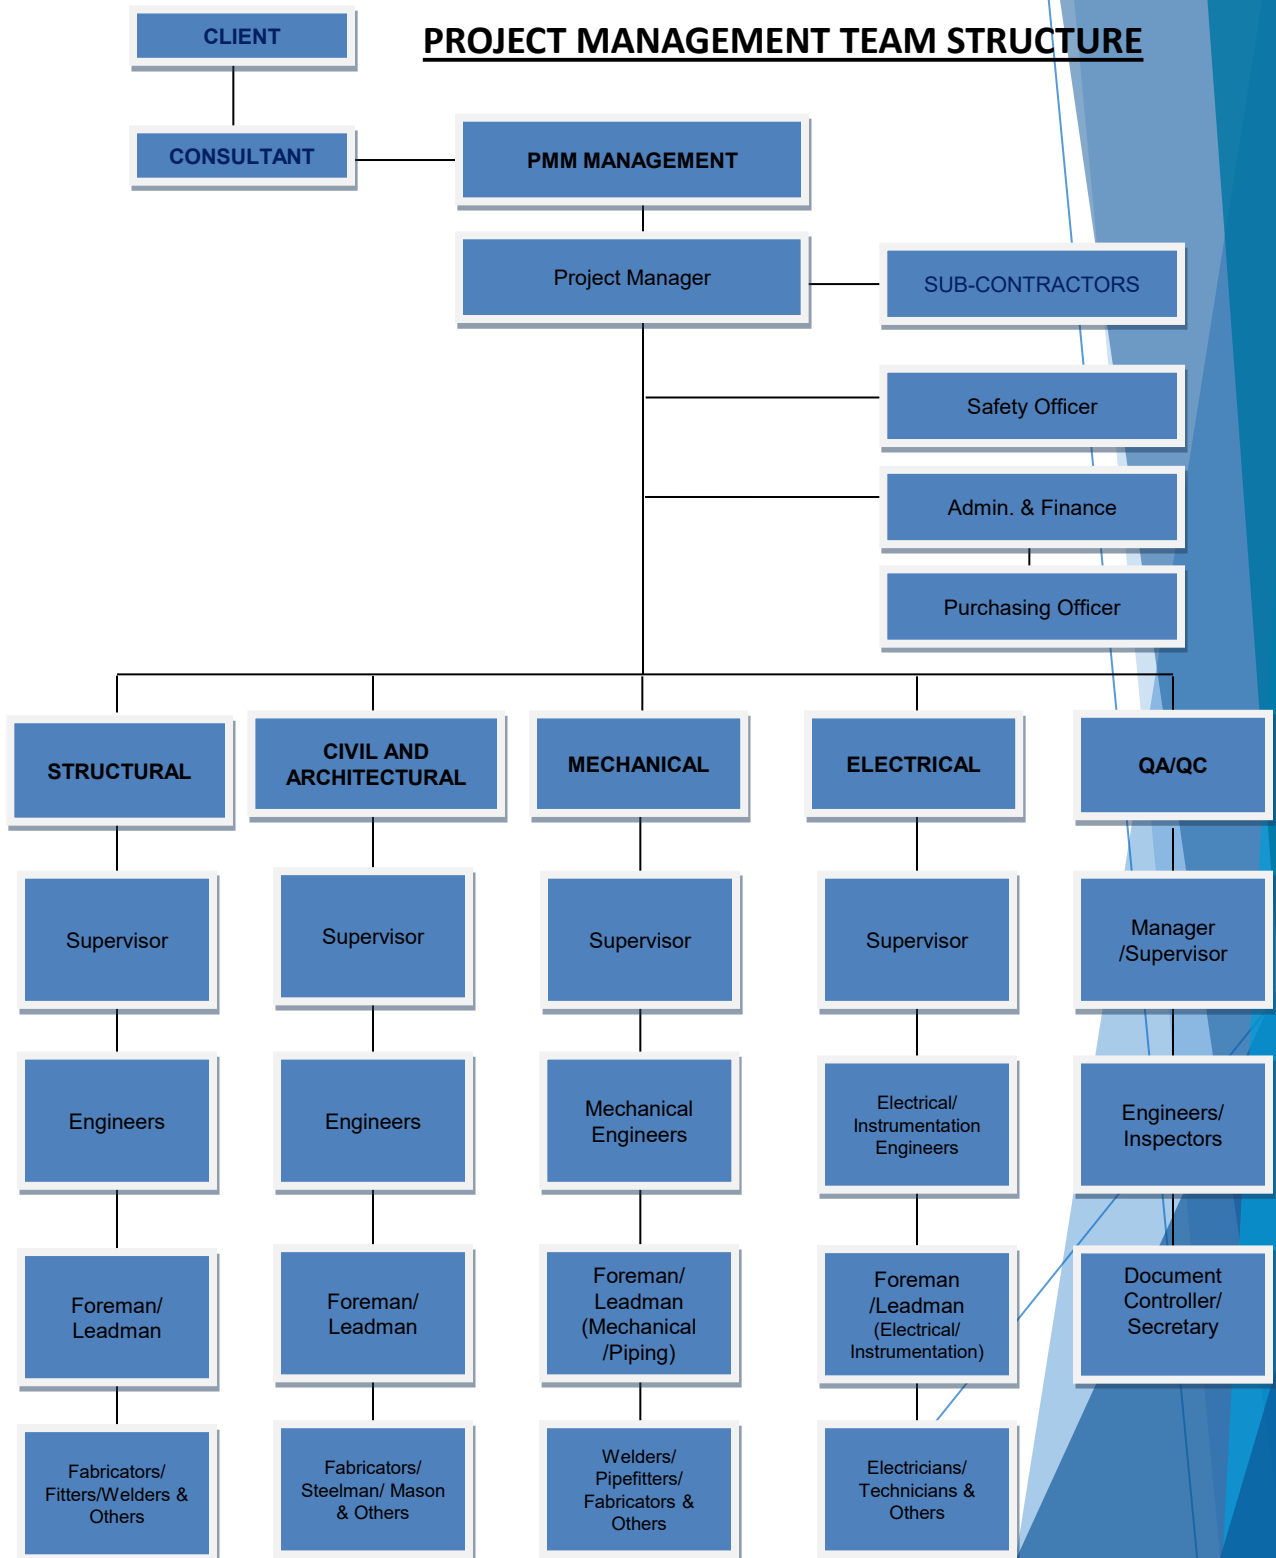 CLIENT
PROJECT MANAGEMENT TEAM STRUCTURE
CONSULTANT
PMM MANAGEMENT
Project Manager
SUB-CONTRACTORS
Safety Officer
Admin. & Finance
Purchasing Officer
STRUCTURAL
CIVIL AND
ARCHITECTURAL
MECHANICAL
ELECTRICAL
QA/QC
Supervisor
Supervisor
Supervisor
Supervisor
Manager
/Supervisor
Engineers
Engineers
Mechanical
Engineers
Electrical/
Instrumentation
Engineers
Engineers/
Inspectors
Foreman/
Leadman
Foreman/
Leadman
Foreman/
Leadman
(Mechanical
/Piping)
Foreman
/Leadman
(Electrical/
Instrumentation)
Document
Controller/
Secretary
Fabricators/
Fitters/Welders &
Others
Fabricators/
Steelman/ Mason
& Others
Welders/
Pipefitters/
Fabricators &
Others
Electricians/
Technicians &
Others